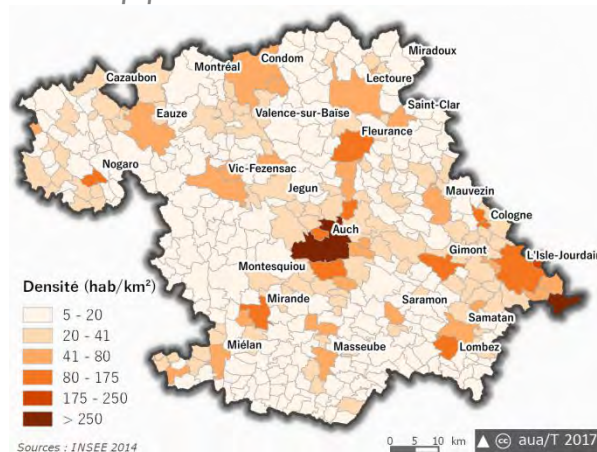 Miradoux
Condom
Montréal
Cazaubon
Lectoure
Saint-Clar
Valence-sur-Baïse
Eauze
Fleurance
Nogaro
Vic-Fezensac
Jegun
Mauvezin
Cologne
Auch
Gimont
L'Isle-Jourdain
Montesquiou
Densité (hab/km²)
5 - 20
20 - 41
41 - 80
80 - 175
175 - 250
> 250
Mirande
Saramon
Samatan
Miélan
Masseube
Lombez
Sources : INSEE 2014
0 5 10 km
cc aua/T 2017